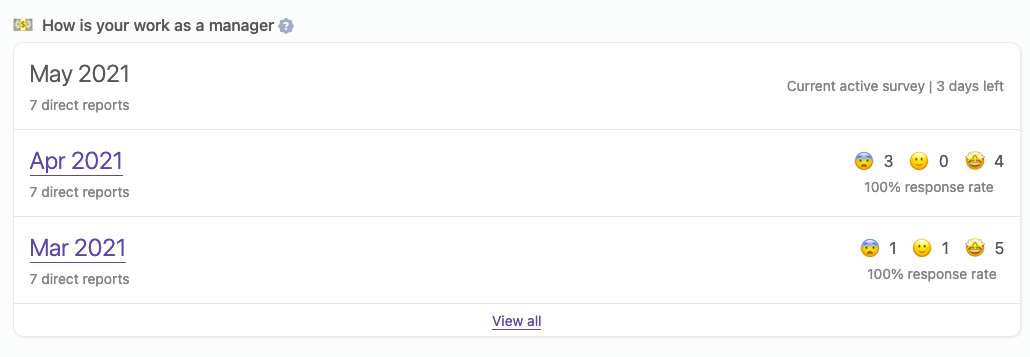 How is your work as a manager ?
May 2021
7 direct reports
Current active survey | 3 days left
Apr 2021
7 direct reports
3 0 4
100% response rate
Mar 2021
7 direct reports
1 1 5
100% response rate
View all